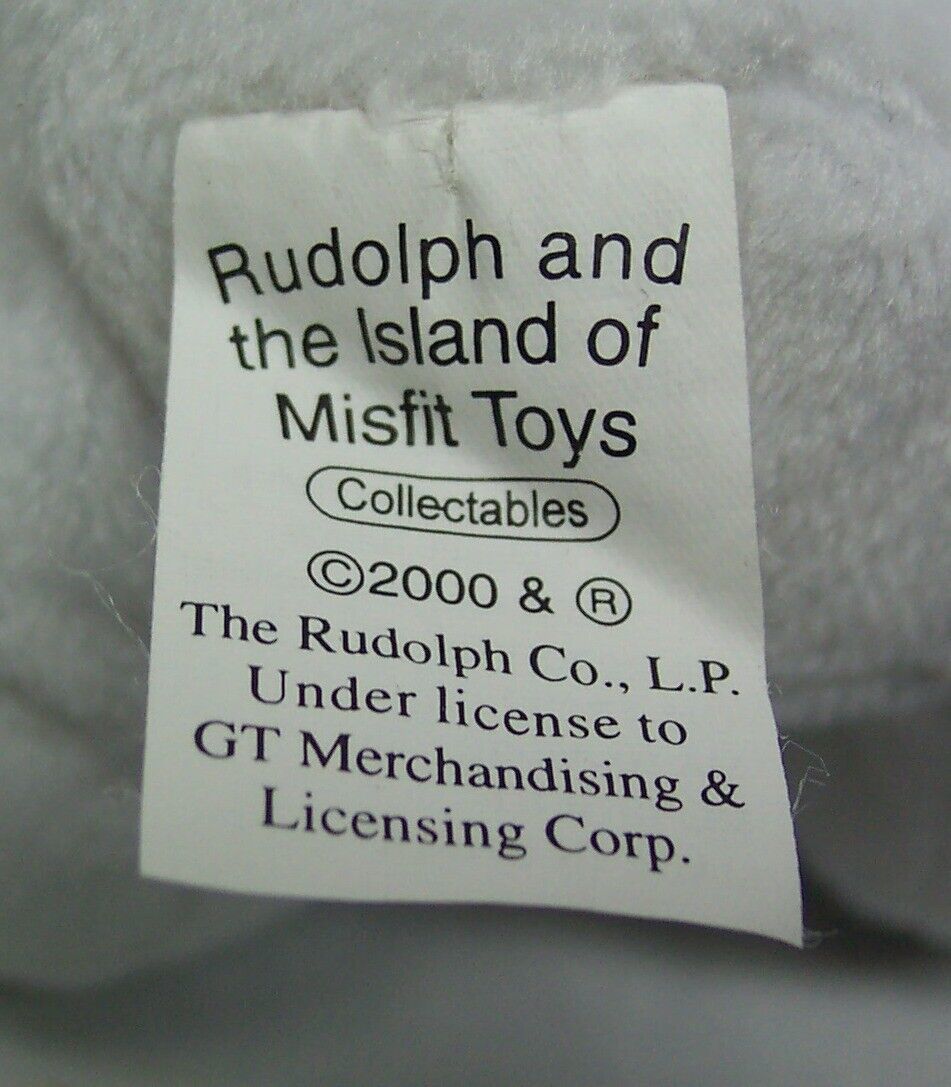 Rudolph and
the Island of
Misfit Toys
Collectables
©2000 & ®
The Rudolph Co., L.P.
Under license to
GT Merchandising &
Licensing Corp.